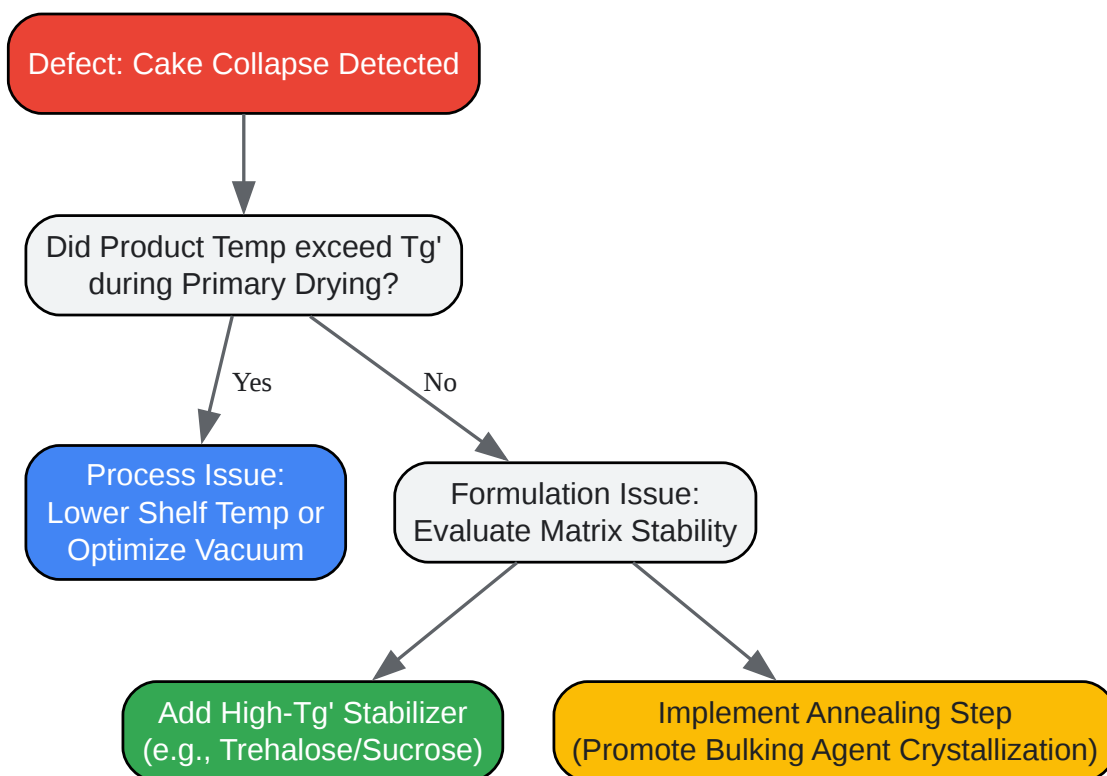 Defect: Cake Collapse Detected
Did Product Temp exceed Tg'
during Primary Drying?
Yes
No
Process Issue:
Lower Shelf Temp or
Optimize Vacuum
Formulation Issue:
Evaluate Matrix Stability
Add High-Tg' Stabilizer
(e.g., Trehalose/Sucrose)
Implement Annealing Step
(Promote Bulking Agent Crystallization)